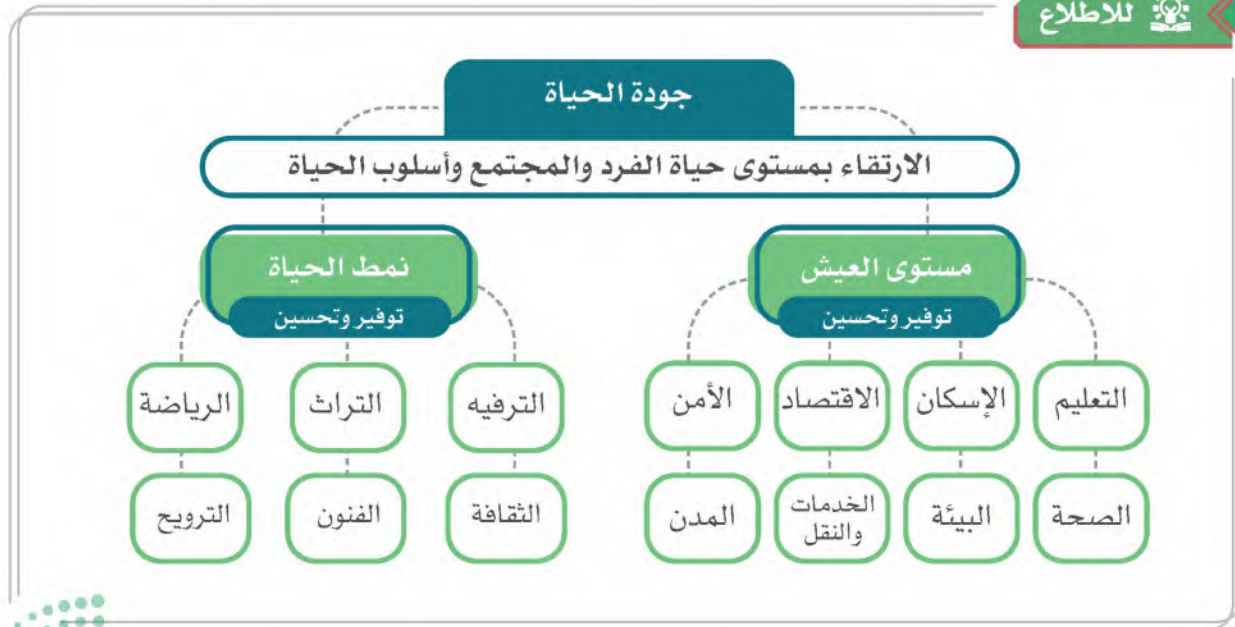 للاطلاع
جودة الحياة
الارتقاء بمستوى حياة الفرد والمجتمع وأسلوب الحياة
مستوى العيش
توفير وتحسين
التعليم
الإسكان
الاقتصاد
الأمن
الصحة
البيئة
الخدمات
والنقل
المدن
نمط الحياة
توفير وتحسين
الترفيه
التراث
الرياضة
الثقافة
الفنون
الترويح